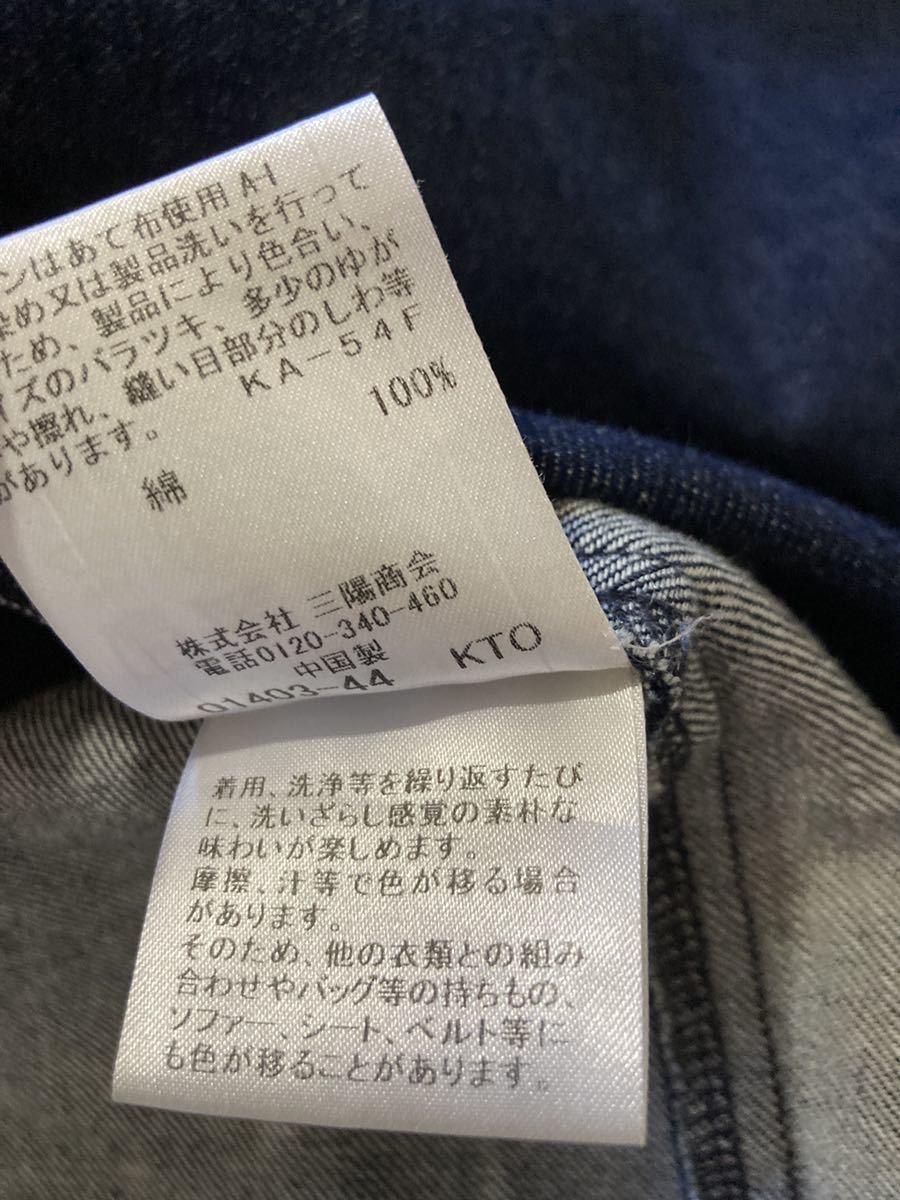 ンはあて布使用 A-1
染め又は製品洗いを行って
ため、製品により色合い、
イズのバラツキ、多少のゆが
や擦れ、縫い目部分のしわ等
があります。 KA-54F
綿 100%
株式会社 三陽商会
電話0120-340-460
中国製
01403-44 KTO
着用、洗浄等を繰り返すたび
に、洗いざらし感覚の素朴な
味わいが楽しめます。
摩擦、汁等で色が移る場合
があります。
そのため、他の衣類との組み
合わせやバッグ等の持ちもの、
ソファー、シート、ベルト等に
も色が移ることがあります。